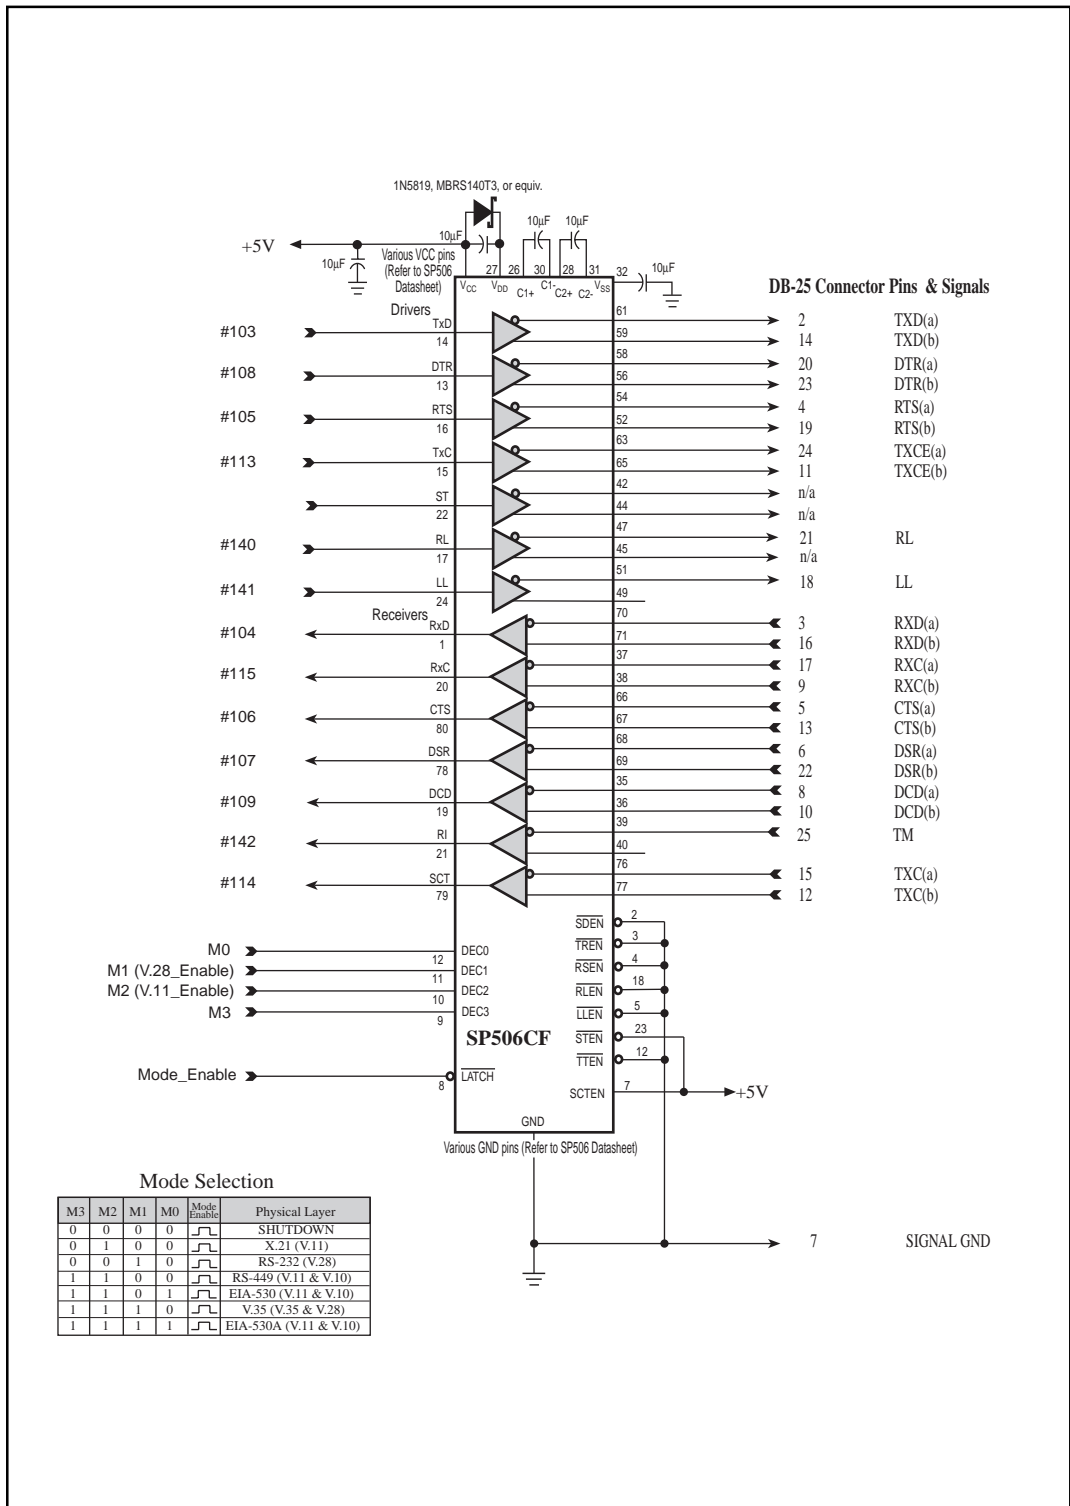 1N5819, MBRS140T3, or equiv.
+5V
10µF
10µF
10µF
10µF
10µF
Various VCC pins
(Refer to SP506
Datasheet)
27 26 30 28 31 32
VCC VDD C1+ C1- C2+ C2- VSS
DB-25 Connector Pins & Signals
Drivers
#103 TxD 14 61 2 TXD(a)
59 14 TXD(b)
#108 DTR 13 58 20 DTR(a)
56 23 DTR(b)
#105 RTS 16 54 4 RTS(a)
52 19 RTS(b)
#113 TxC 15 63 24 TXCE(a)
65 11 TXCE(b)
ST 22 42 n/a
44 n/a
#140 RL 17 47 21 RL
45 n/a
#141 LL 24 51 18 LL
49
Receivers
#104 RxD 1 70 3 RXD(a)
71 16 RXD(b)
#115 RxC 20 37 17 RXC(a)
38 9 RXC(b)
#106 CTS 80 66 5 CTS(a)
67 13 CTS(b)
#107 DSR 78 68 6 DSR(a)
69 22 DSR(b)
#109 DCD 19 35 8 DCD(a)
36 10 DCD(b)
#142 RI 21 39 25 TM
40
#114 SCT 79 76 15 TXC(a)
77 12 TXC(b)
SDEN 2
TREN 3
RSEN 4
RLEN 18
LLEN 5
STEN 23
TTEN 12
SCTEN 7 +5V
M0 12 DEC0
M1 (V.28_Enable) 11 DEC1
M2 (V.11_Enable) 10 DEC2
M3 9 DEC3
SP506CF
Mode_Enable 8 LATCH
GND
Various GND pins (Refer to SP506 Datasheet)
7 SIGNAL GND
Mode Selection
M3 M2 M1 M0 Mode Enable Physical Layer
0 0 0 0 SHUTDOWN
0 1 0 0 X.21 (V.11)
0 0 1 0 RS-232 (V.28)
1 1 0 0 RS-449 (V.11 & V.10)
1 1 0 1 EIA-530 (V.11 & V.10)
1 1 1 0 V.35 (V.35 & V.28)
1 1 1 1 EIA-530A (V.11 & V.10)